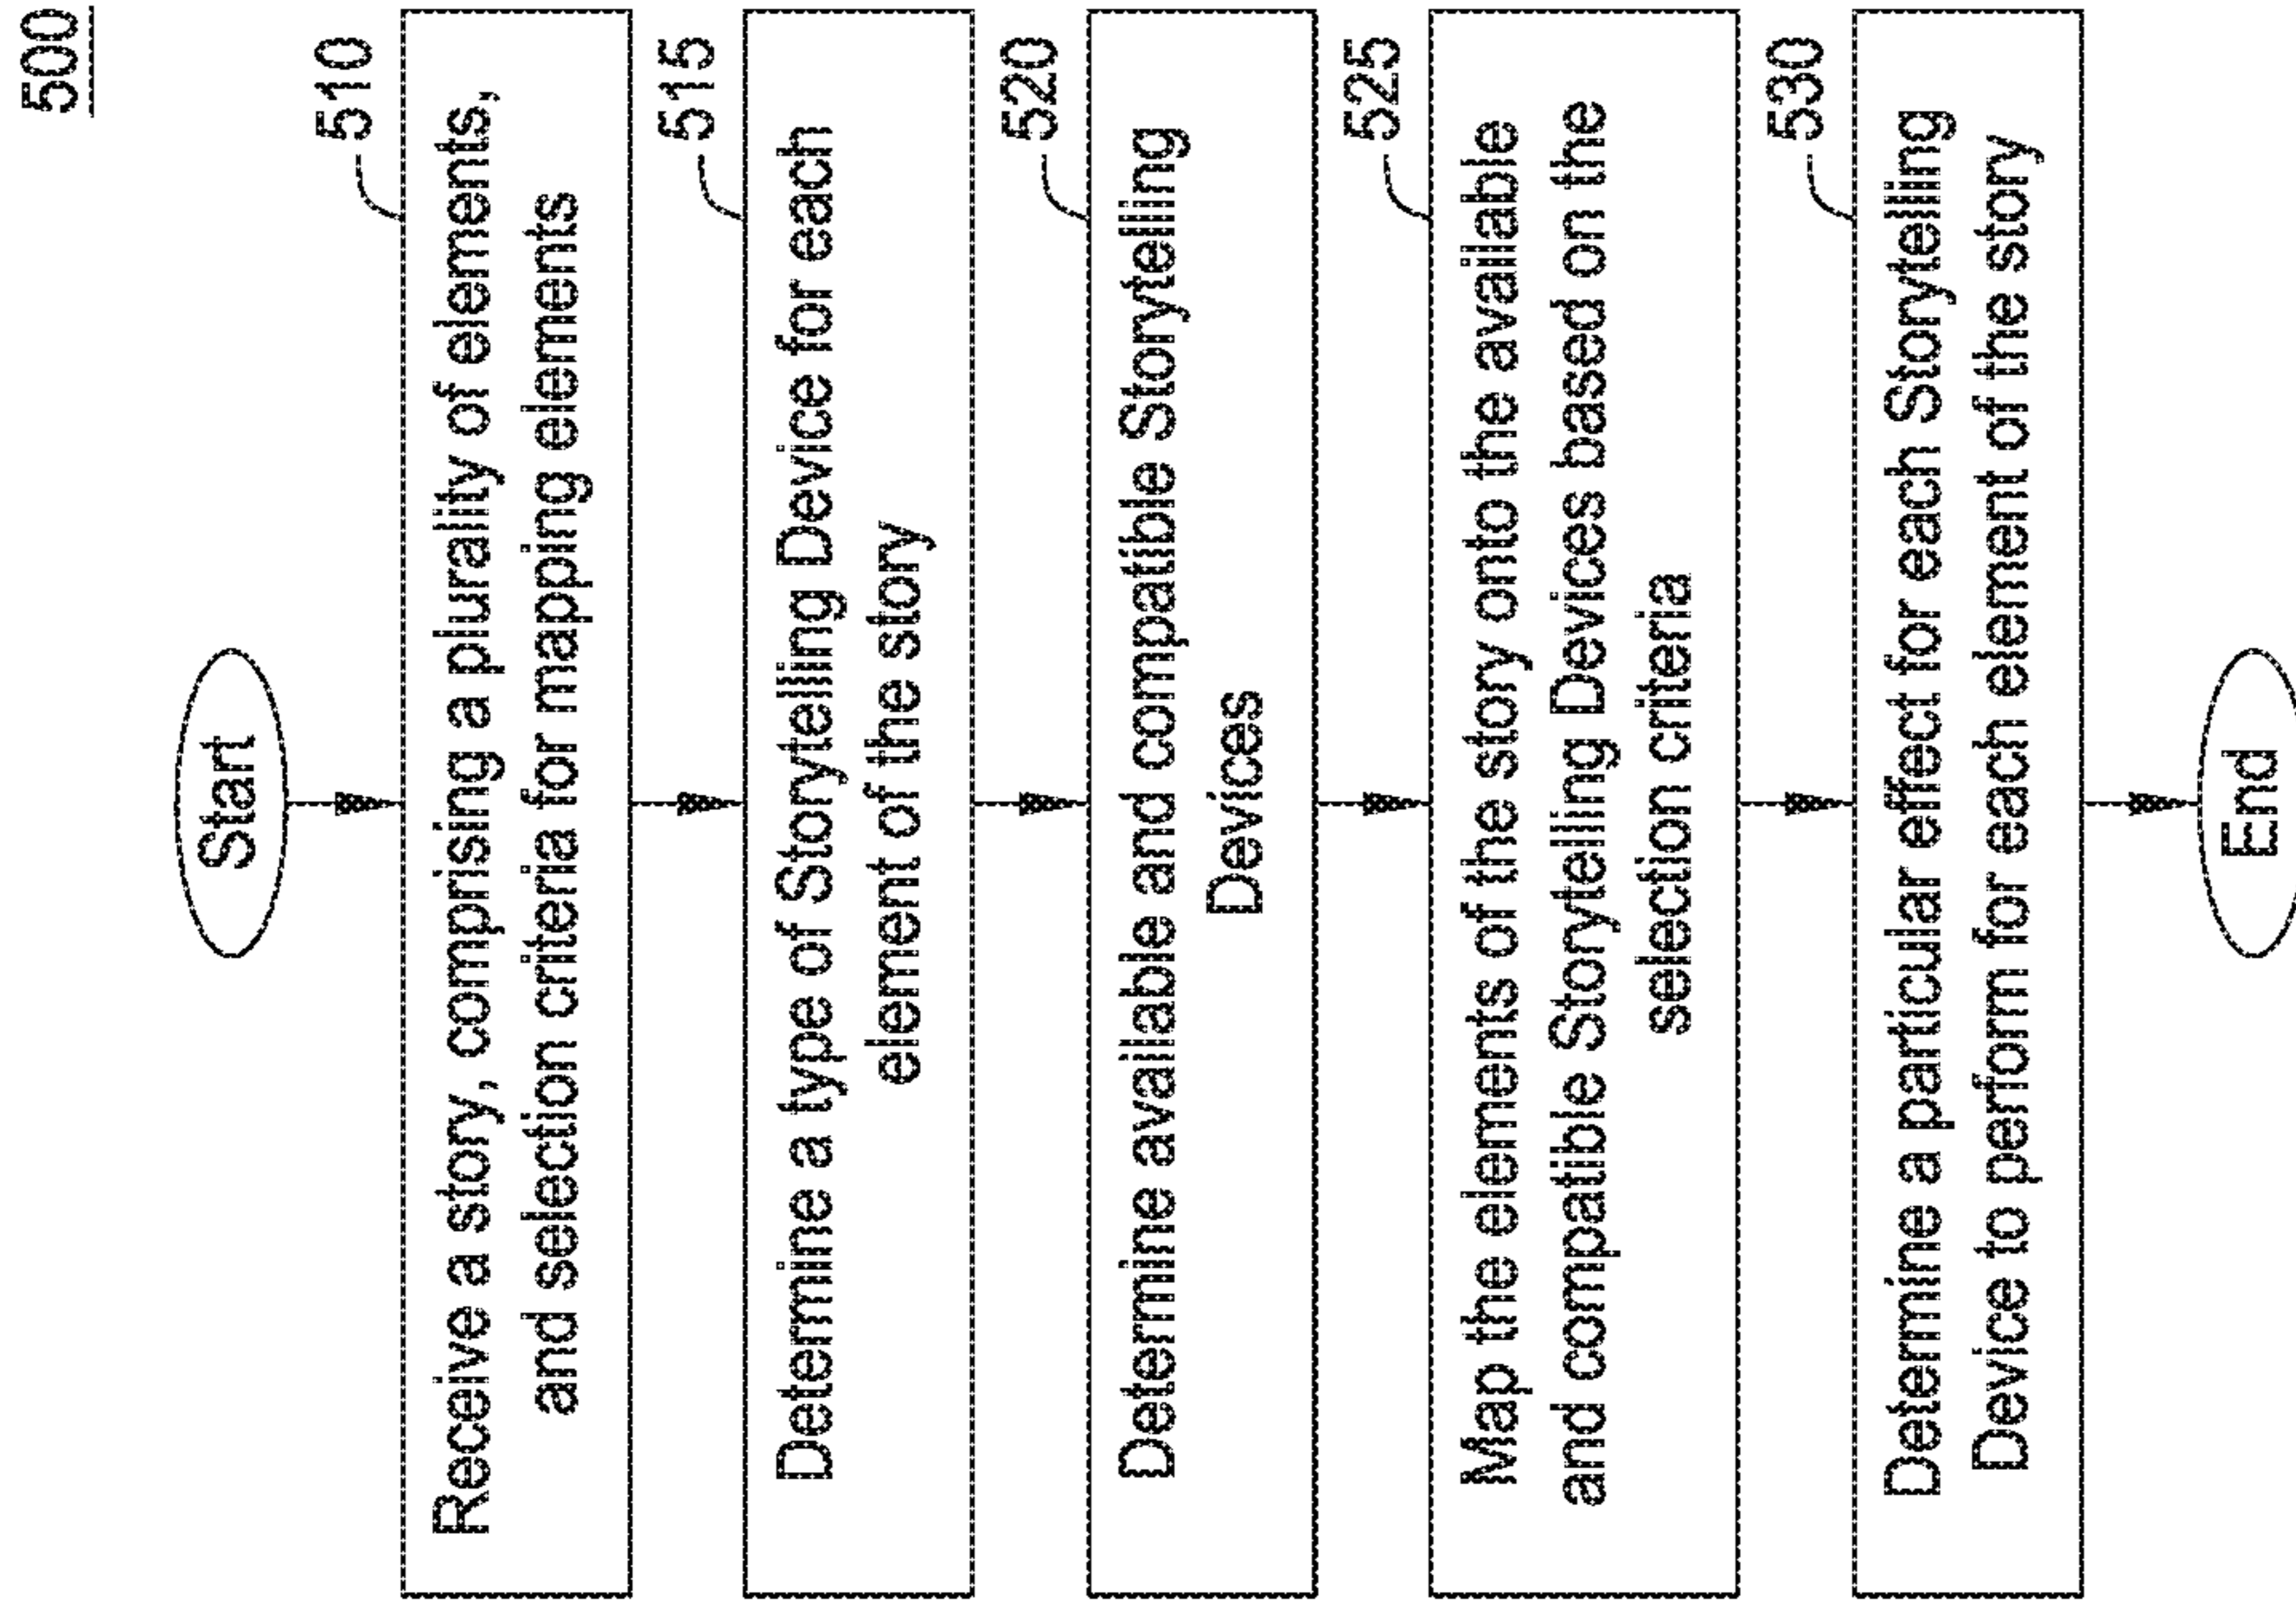 500
Start
510
Receive a story, comprising a plurality of elements,
and selection criteria for mapping elements
515
Determine a type of Storytelling Device for each
element of the story
520
Determine available and compatible Storytelling
Devices
525
Map the elements of the story onto the available
and compatible Storytelling Devices based on the
selection criteria
530
Determine a particular effect for each Storytelling
Device to perform for each element of the story
End